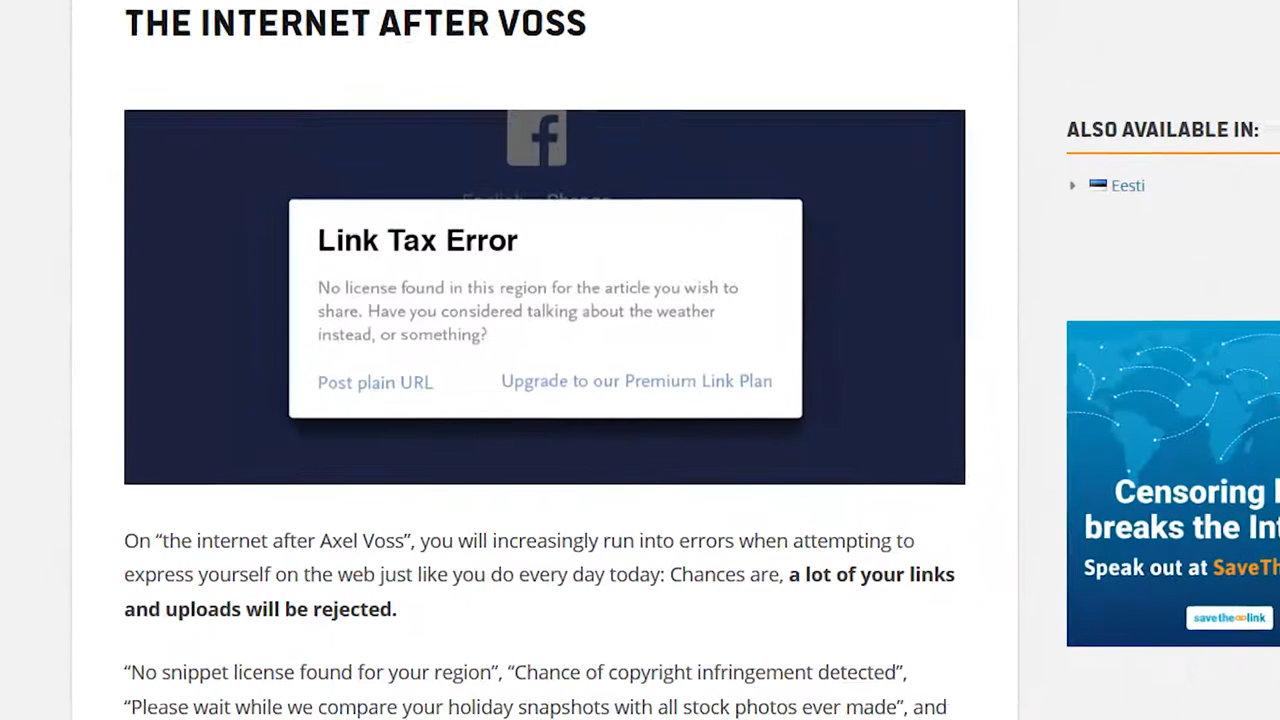 THE INTERNET AFTER VOSS
Link Tax Error
No license found in this region for the article you wish to
share. Have you considered talking about the weather
instead, or something?
Post plain URL
Upgrade to our Premium Link Plan
On “the internet after Axel Voss”, you will increasingly run into errors when attempting to
express yourself on the web just like you do every day today: Chances are, a lot of your links
and uploads will be rejected.
“No snippet license found for your region”, “Chance of copyright infringement detected”,
“Please wait while we compare your holiday snapshots with all stock photos ever made”, and
ALSO AVAILABLE IN:
Eesti
Censoring
breaks the
Speak out at
savethelink